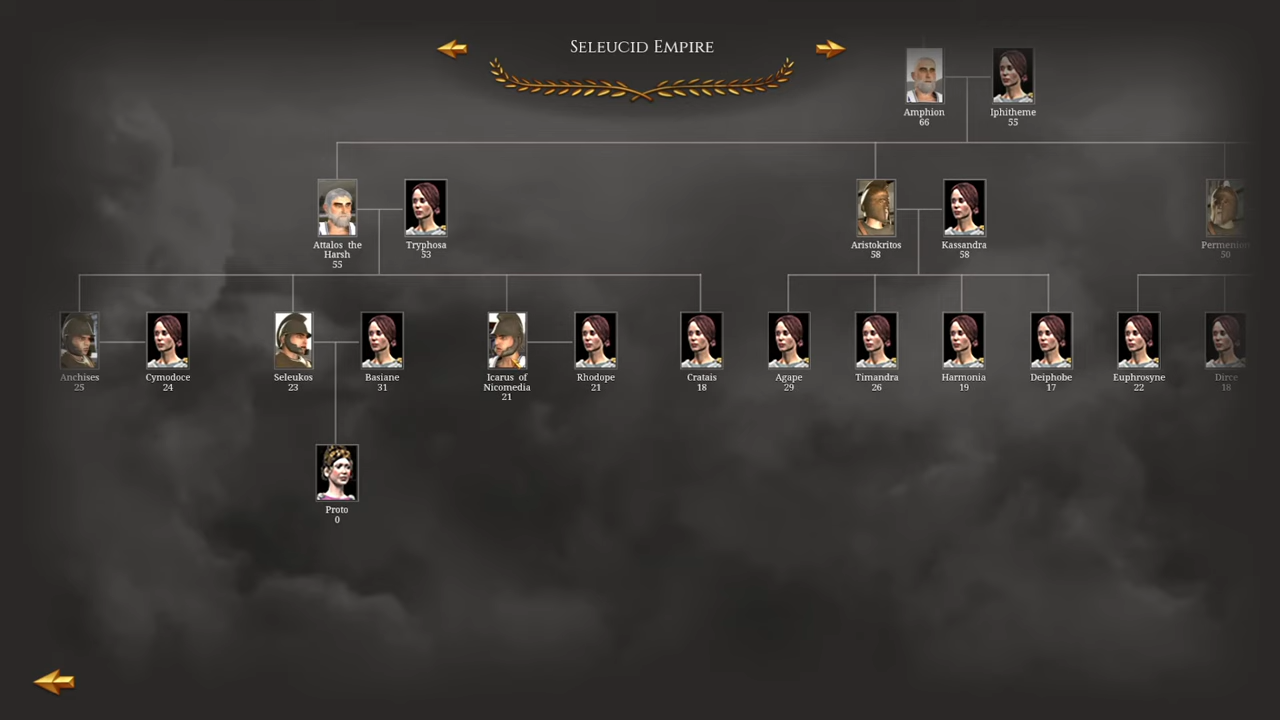 SELEUCID EMPIRE
Amphion
66
Iphitheme
55
Attalos the
Harsh
55
Tryphosa
53
Aristokritos
58
Kassandra
58
Permenion
50
Anchises
25
Cymodoce
24
Seleukos
23
Basiane
31
Icarus of
Nicomedia
21
Rhodope
21
Cratais
18
Agape
29
Timandra
26
Harmonia
19
Deiphobe
17
Euphrosyne
22
Dirce
18
Proto
0